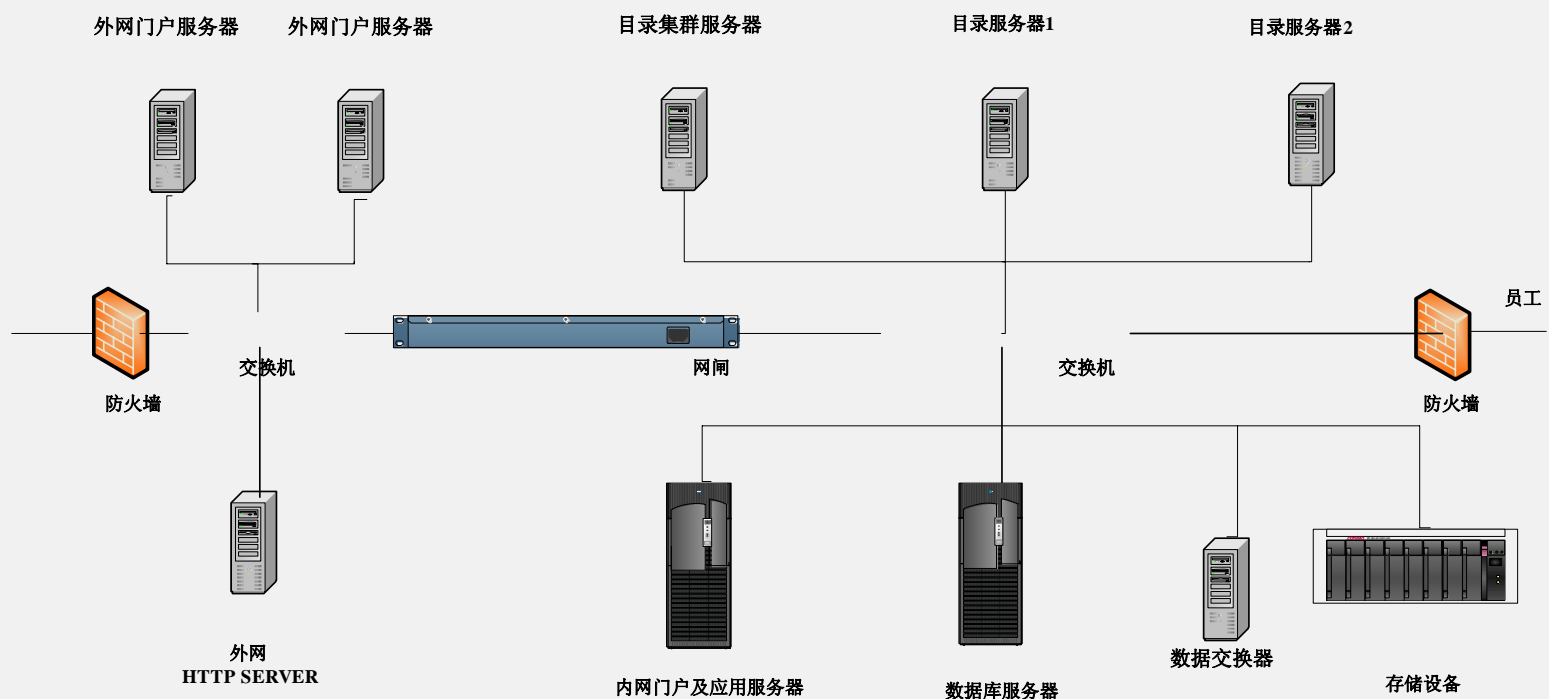 外网门户服务器
外网门户服务器
目录集群服务器
目录服务器1
目录服务器2
员工
交换机
网闸
交换机
防火墙
防火墙
外网
HTTP SERVER
内网门户及应用服务器
数据库服务器
数据交换器
存储设备